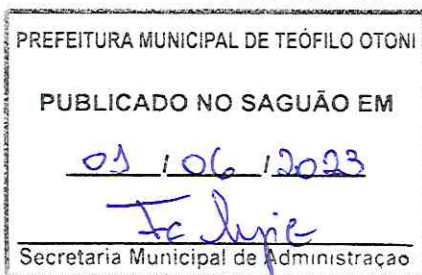 PREFEITURA MUNICIPAL DE TEÓFILO OTONI
PUBLICADO NO SAGUÃO EM
01 / 06 / 2023
Secretaria Municipal de Administração